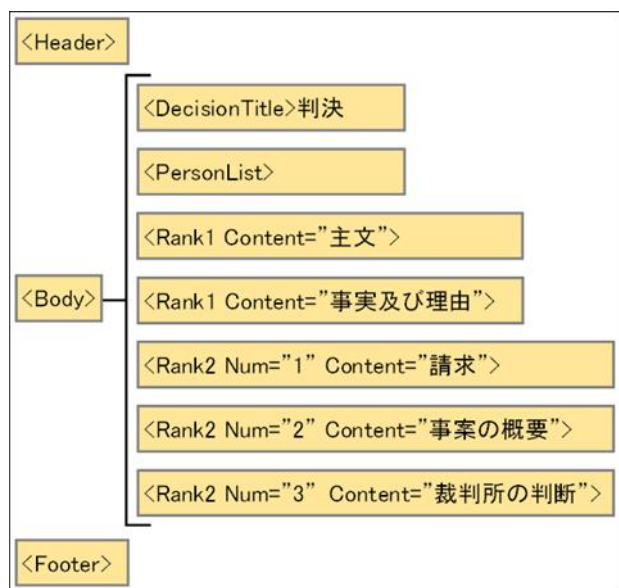 <Header>
<DecisionTitle>判決
<PersonList>
<Rank1 Content=”主文”>
<Body>
<Rank1 Content=”事実及び理由”>
<Rank2 Num=”1” Content=”請求”>
<Rank2 Num=”2” Content=”事案の概要”>
<Rank2 Num=”3” Content=”裁判所の判断”>
<Footer>